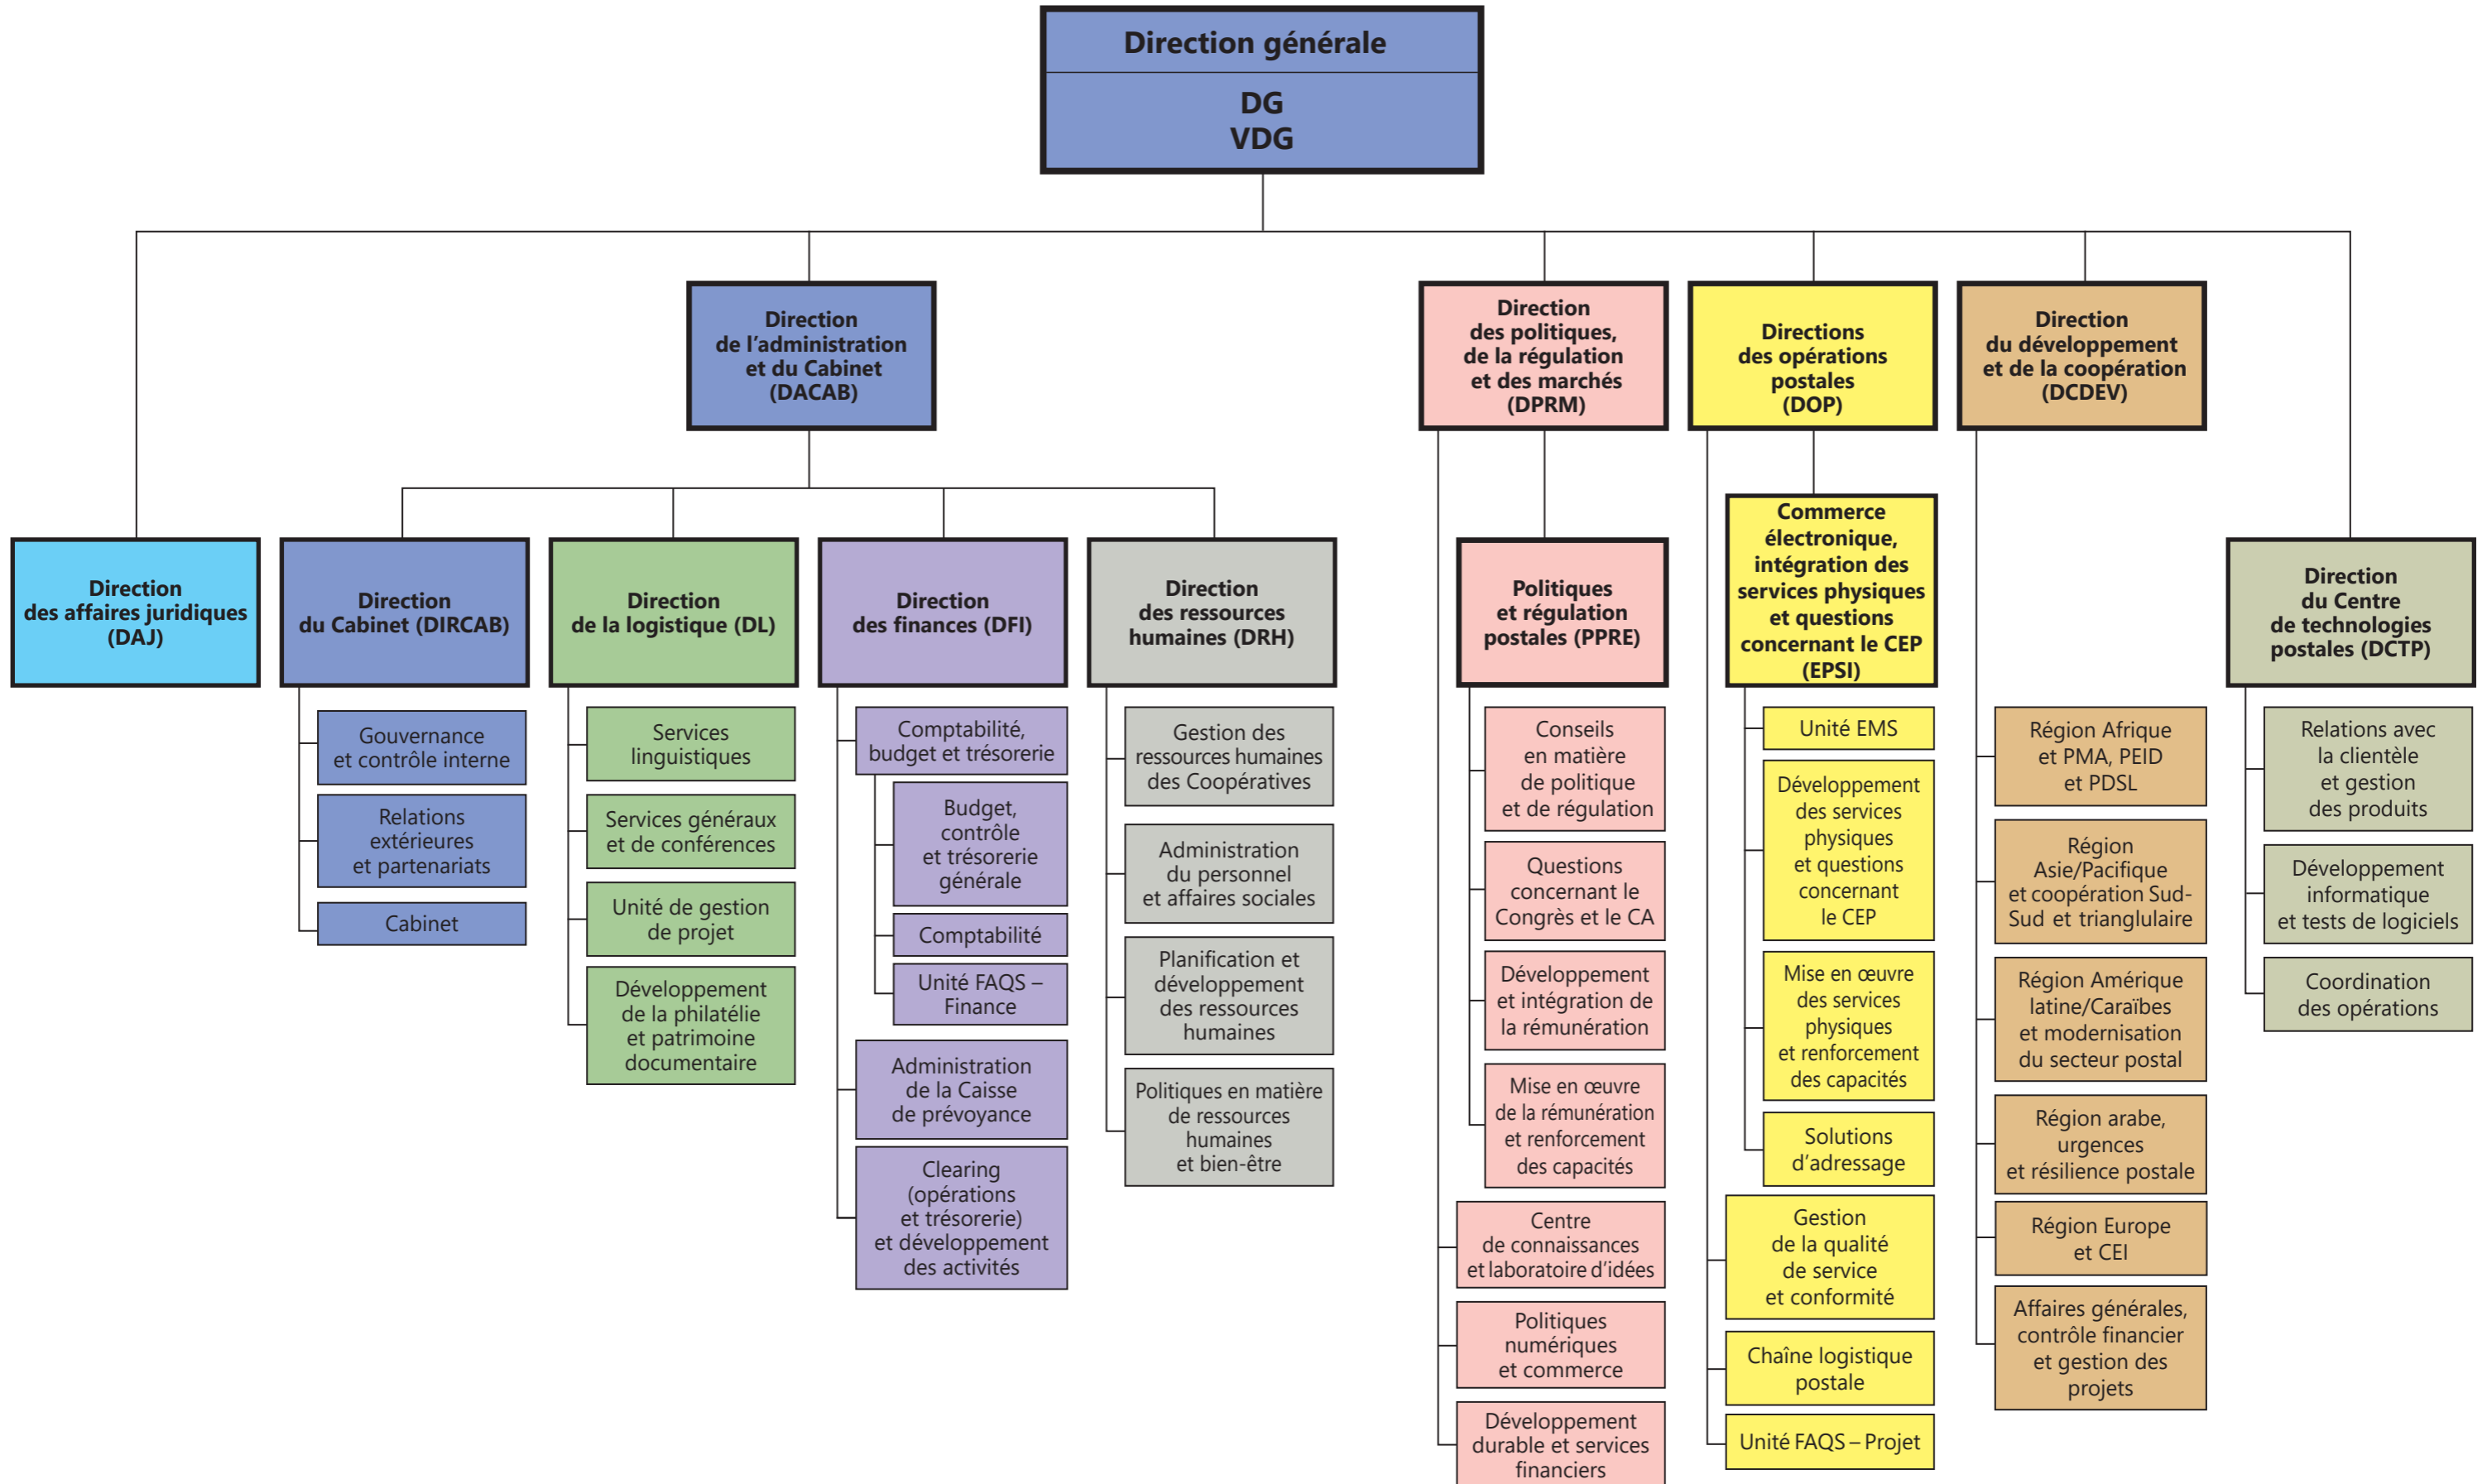 Direction générale
DG
VDG
Direction
de l’administration
et du Cabinet
(DACAB)
Direction
des politiques,
de la régulation
et des marchés
(DPRM)
Directions
des opérations
postales
(DOP)
Direction
du développement
et de la coopération
(DCDEV)
Direction
des affaires juridiques
(DAJ)
Direction
du Cabinet (DIRCAB)
Gouvernance
et contrôle interne
Relations
extérieures
et partenariats
Cabinet
Direction
de la logistique (DL)
Services
linguistiques
Services généraux
et de conférences
Unité de gestion
de projet
Développement
de la philatélie
et patrimoine
documentaire
Direction
des finances (DFI)
Comptabilité,
budget et trésorerie
Budget,
contrôle
et trésorerie
générale
Comptabilité
Unité FAQS –
Finance
Administration
de la Caisse
de prévoyance
Clearing
(opérations
et trésorerie)
et développement
des activités
Direction
des ressources
humaines (DRH)
Gestion des
ressources humaines
des Coopératives
Administration
du personnel
et affaires sociales
Planification et
développement
des ressources
humaines
Politiques en matière
de ressources
humaines
et bien-être
Politiques
et régulation
postales (PPRE)
Conseils
en matière
de politique
et de régulation
Questions
concernant le
Congrès et le CA
Développement
et intégration de
la rémunération
Mise en œuvre
de la rémunération
et renforcement
des capacités
Centre
de connaissances
et laboratoire d’idées
Politiques
numériques
et commerce
Développement
durable et services
financiers
Commerce
électronique,
intégration des
services physiques
et questions
concernant le CEP
(EPSI)
Unité EMS
Développement
des services
physiques
et questions
concernant
le CEP
Mise en œuvre
des services
physiques
et renforcement
des capacités
Solutions
d’adressage
Gestion
de la qualité
de service
et conformité
Chaîne logistique
postale
Unité FAQS – Projet
Région Afrique
et PMA, PEID
et PDSL
Région
Asie/Pacifique
et coopération Sud-
Sud et trianglulaire
Région Amérique
latine/Caraïbes
et modernisation
du secteur postal
Région arabe,
urgences
et résilience postale
Région Europe
et CEI
Affaires générales,
contrôle financier
et gestion des
projets
Direction
du Centre
de technologies
postales (DCTP)
Relations avec
la clientèle
et gestion
des produits
Développement
informatique
et tests de logiciels
Coordination
des opérations